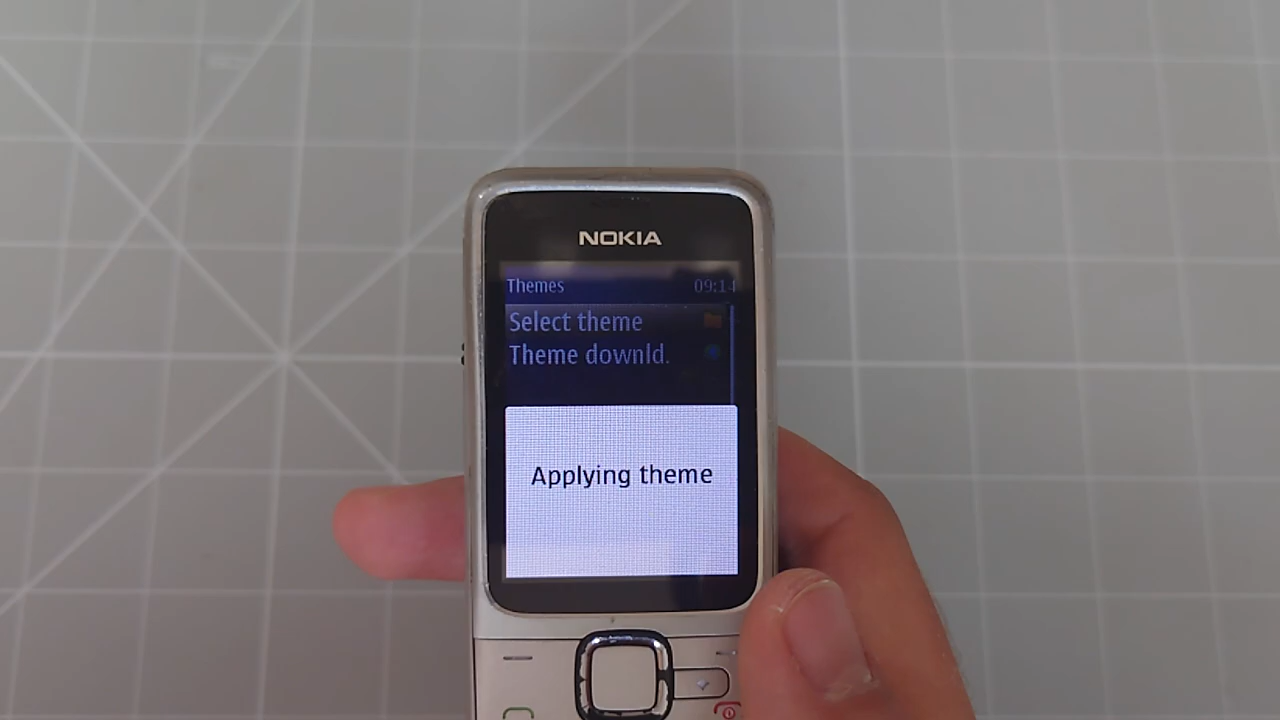 NOKIA
Themes 09:14
Select theme
Theme downld.
Applying theme